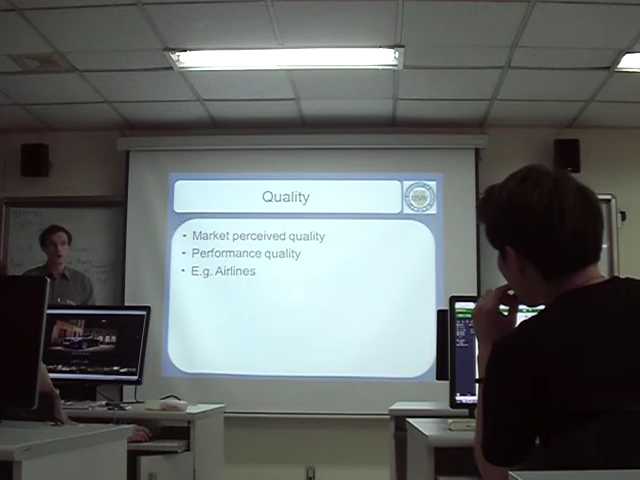 Quality
• Market perceived quality
• Performance quality
• E.g. Airlines